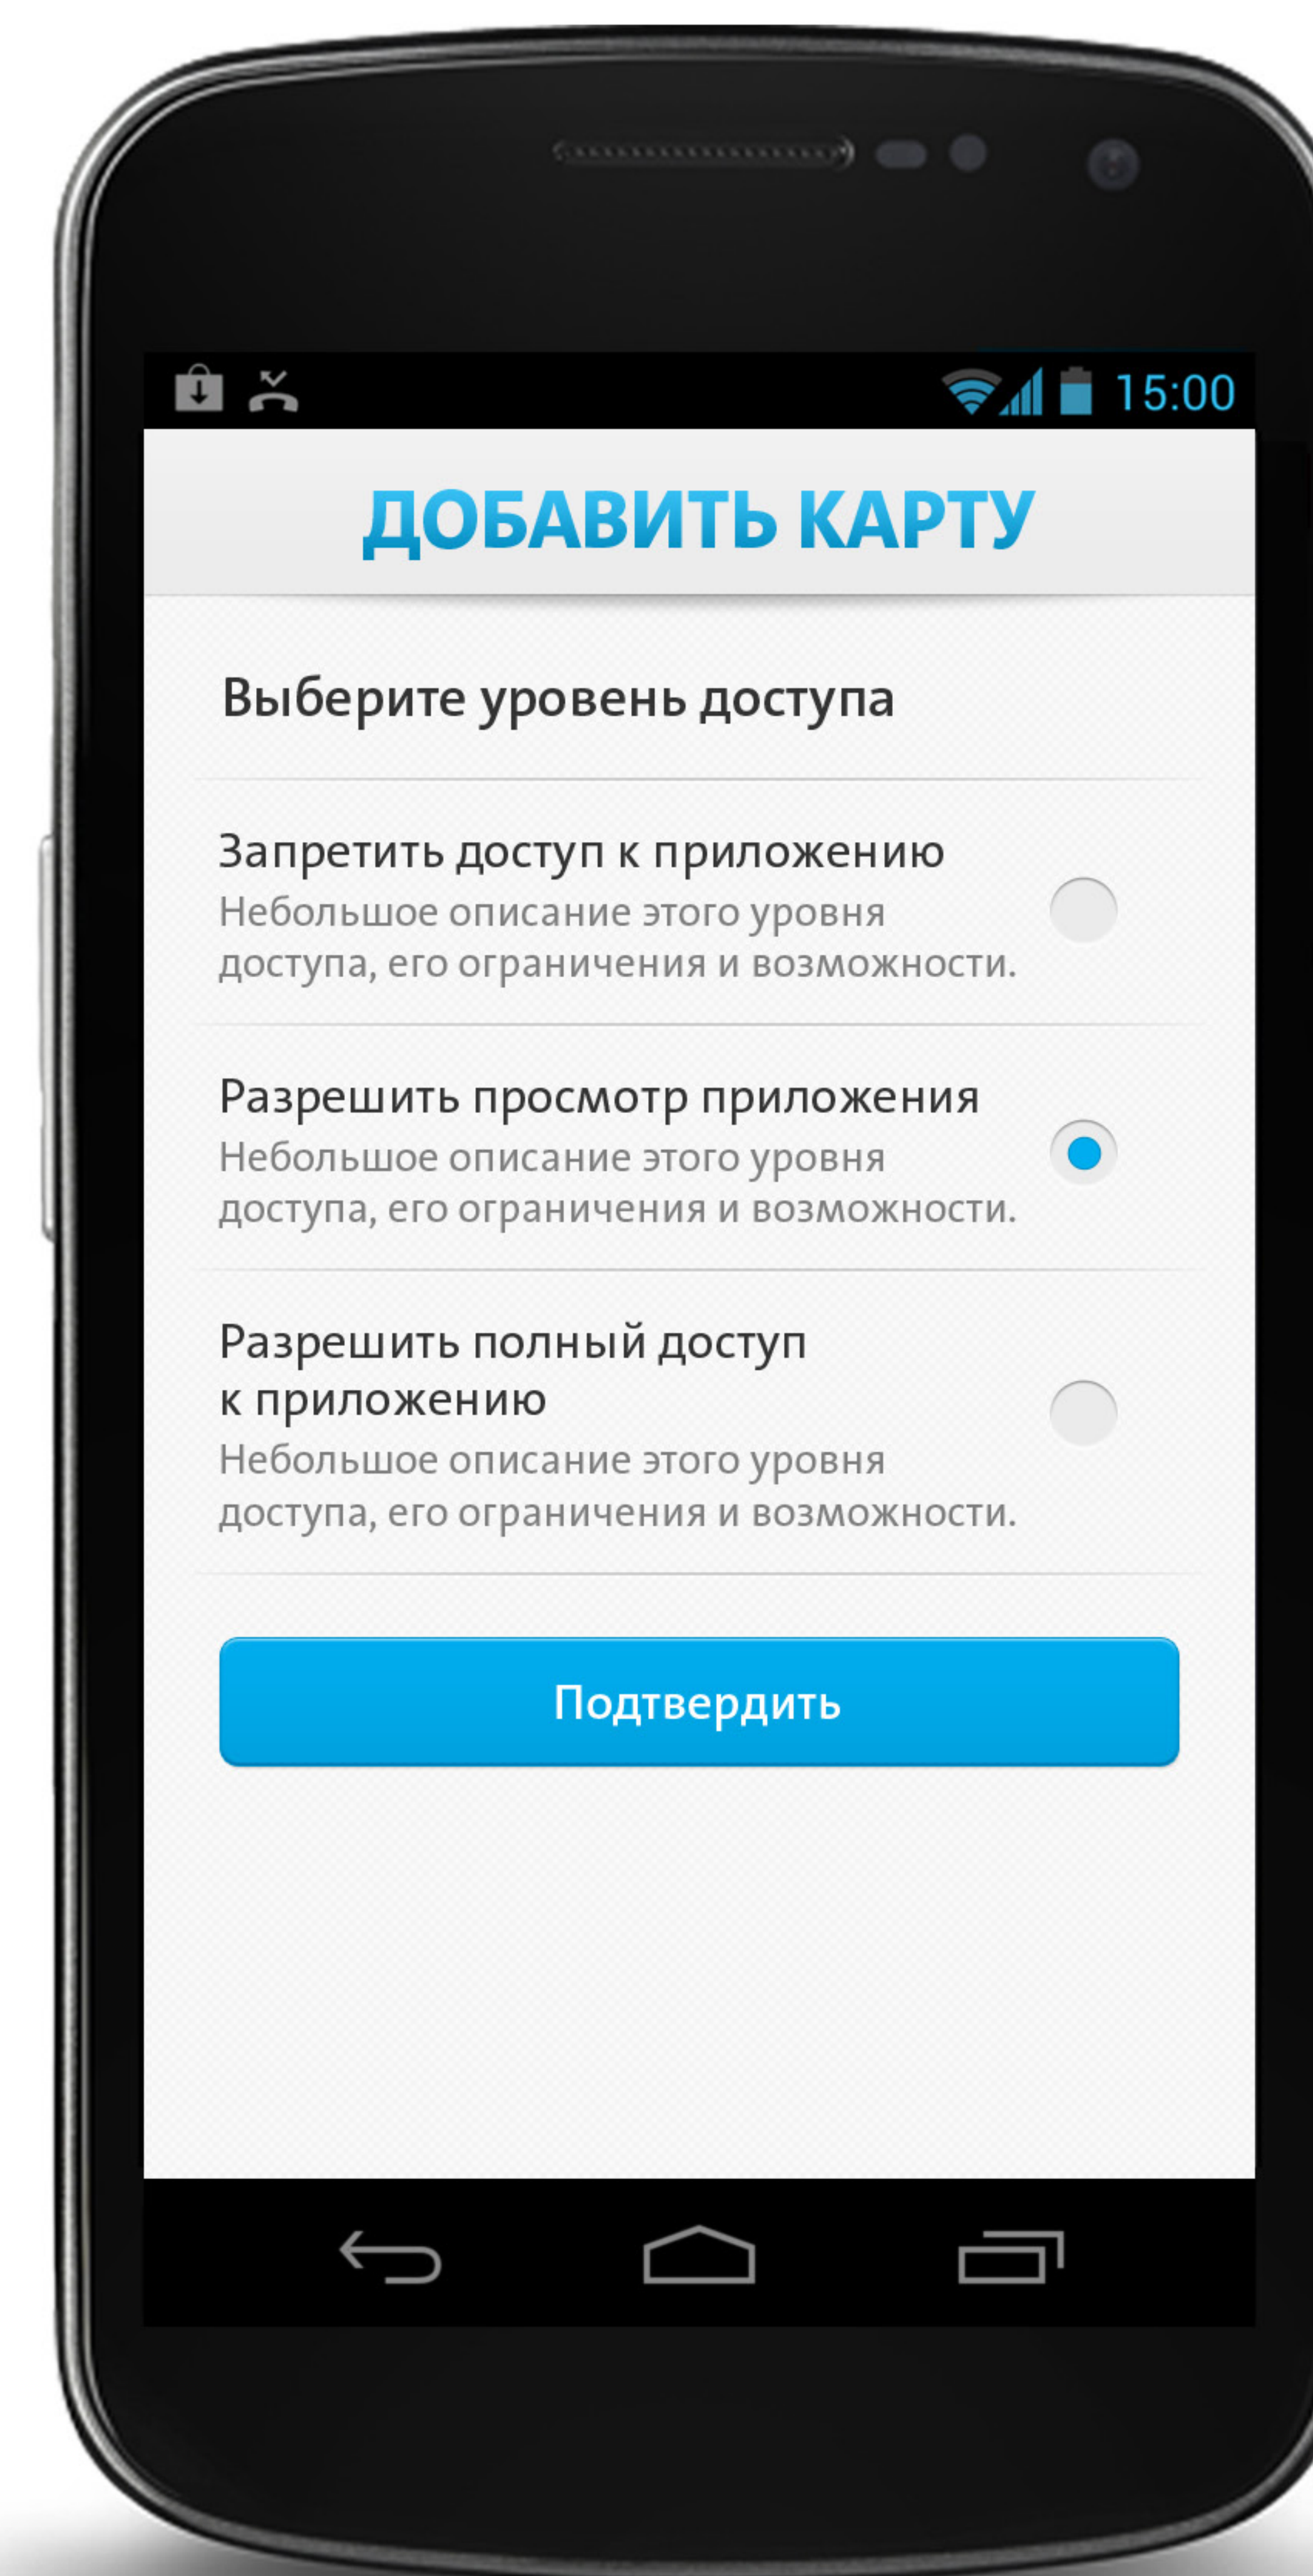 15:00
ДОБАВИТЬ КАРТУ
Выберите уровень доступа
Запретить доступ к приложению
Небольшое описание этого уровня
доступа, его ограничения и возможности.
Разрешить просмотр приложения
Небольшое описание этого уровня
доступа, его ограничения и возможности.
Разрешить полный доступ
к приложению
Небольшое описание этого уровня
доступа, его ограничения и возможности.
Подтвердить